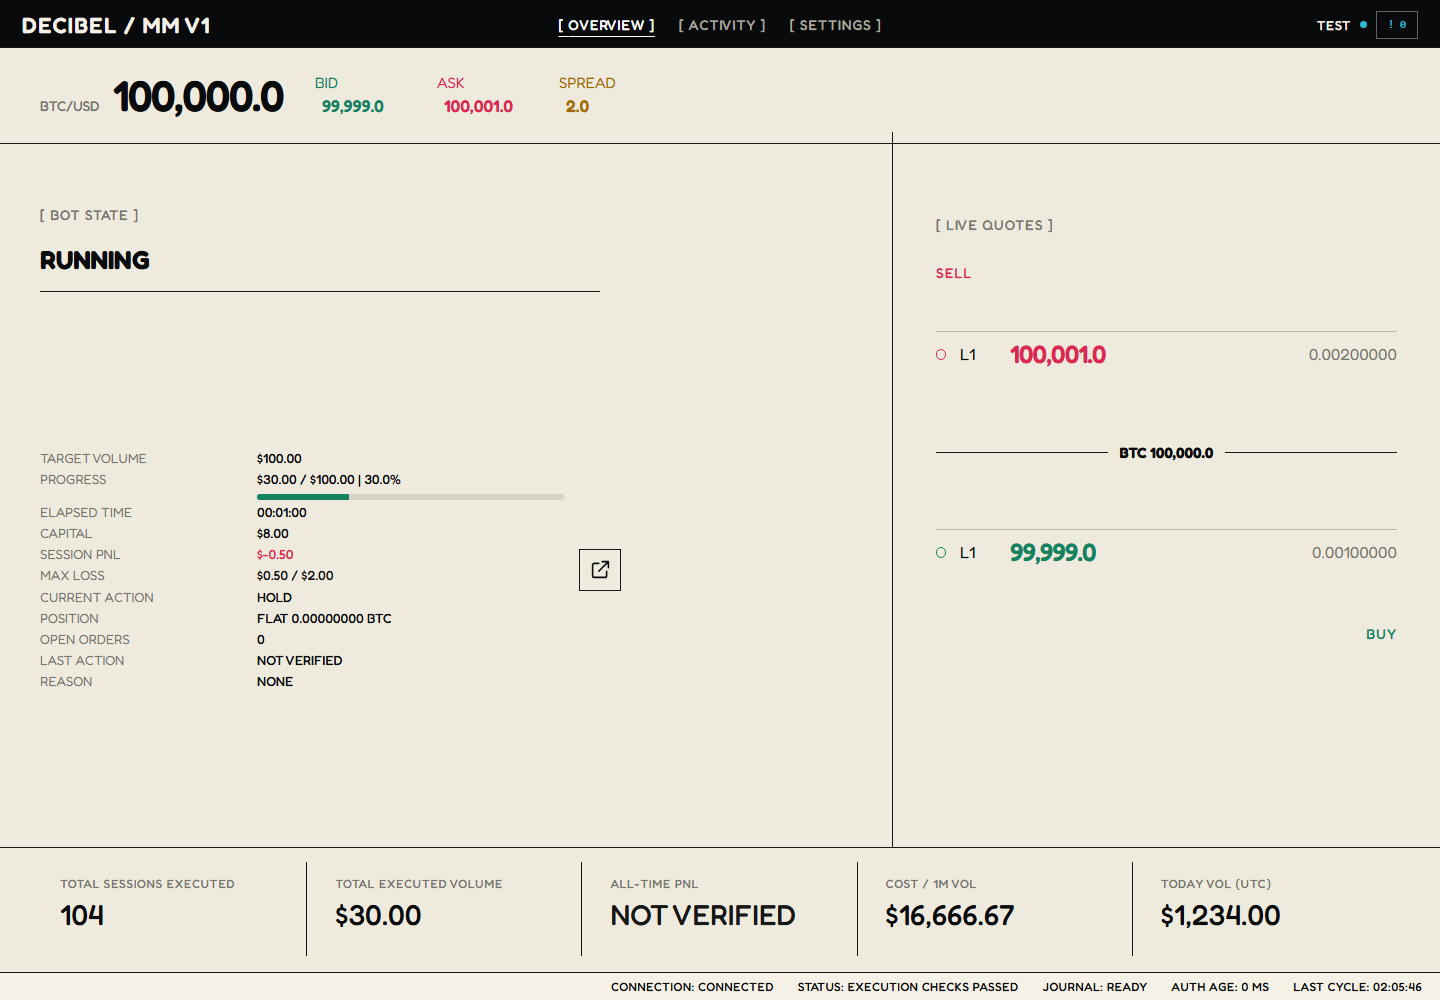 DECIBEL / MM V1
[ OVERVIEW ] [ ACTIVITY ] [ SETTINGS ]
TEST
! 0
BTC/USD 100,000.0
BID
99,999.0
ASK
100,001.0
SPREAD
2.0
[ BOT STATE ]
RUNNING
TARGET VOLUME $100.00
PROGRESS $30.00 / $100.00 | 30.0%
ELAPSED TIME 00:01:00
CAPITAL $8.00
SESSION PNL $-0.50
MAX LOSS $0.50 / $2.00
CURRENT ACTION HOLD
POSITION FLAT 0.00000000 BTC
OPEN ORDERS 0
LAST ACTION NOT VERIFIED
REASON NONE
[ LIVE QUOTES ]
SELL
L1 100,001.0 0.00200000
BTC 100,000.0
L1 99,999.0 0.00100000
BUY
TOTAL SESSIONS EXECUTED
104
TOTAL EXECUTED VOLUME
$30.00
ALL-TIME PNL
NOT VERIFIED
COST / 1M VOL
$16,666.67
TODAY VOL (UTC)
$1,234.00
CONNECTION: CONNECTED STATUS: EXECUTION CHECKS PASSED JOURNAL: READY AUTH AGE: 0 MS LAST CYCLE: 02:05:46